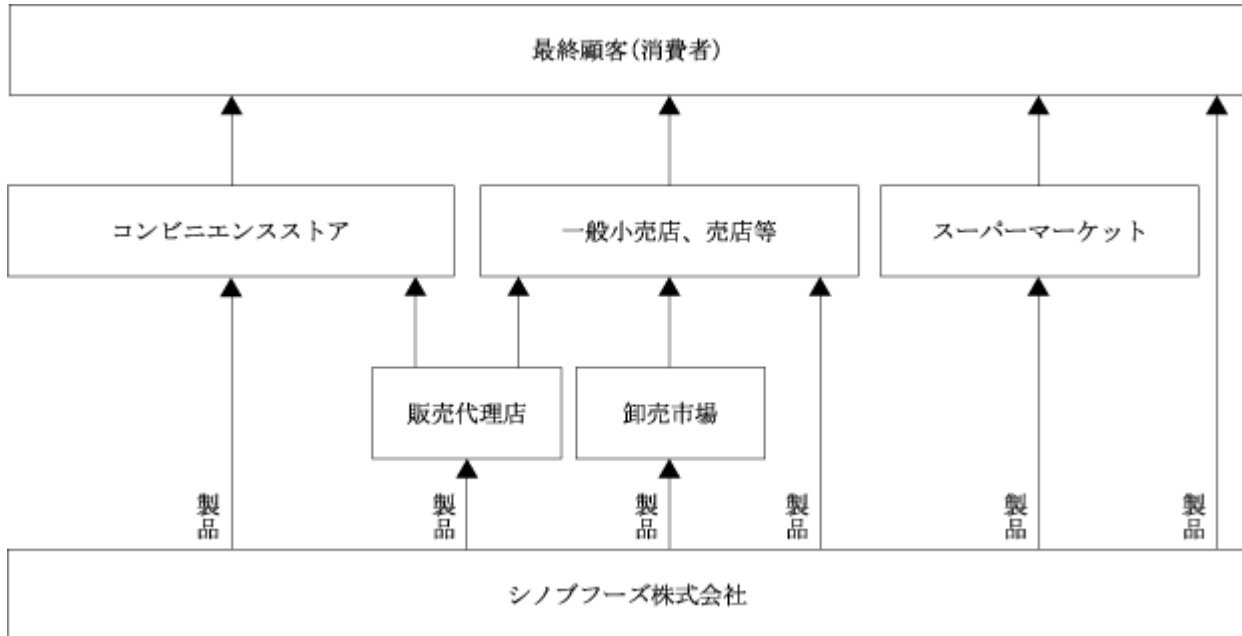 最終顧客(消費者)
コンビニエンスストア
一般小売店、売店等
スーパーマーケット
販売代理店
卸売市場
製品
製品
製品
製品
製品
製品
シノブフーズ株式会社